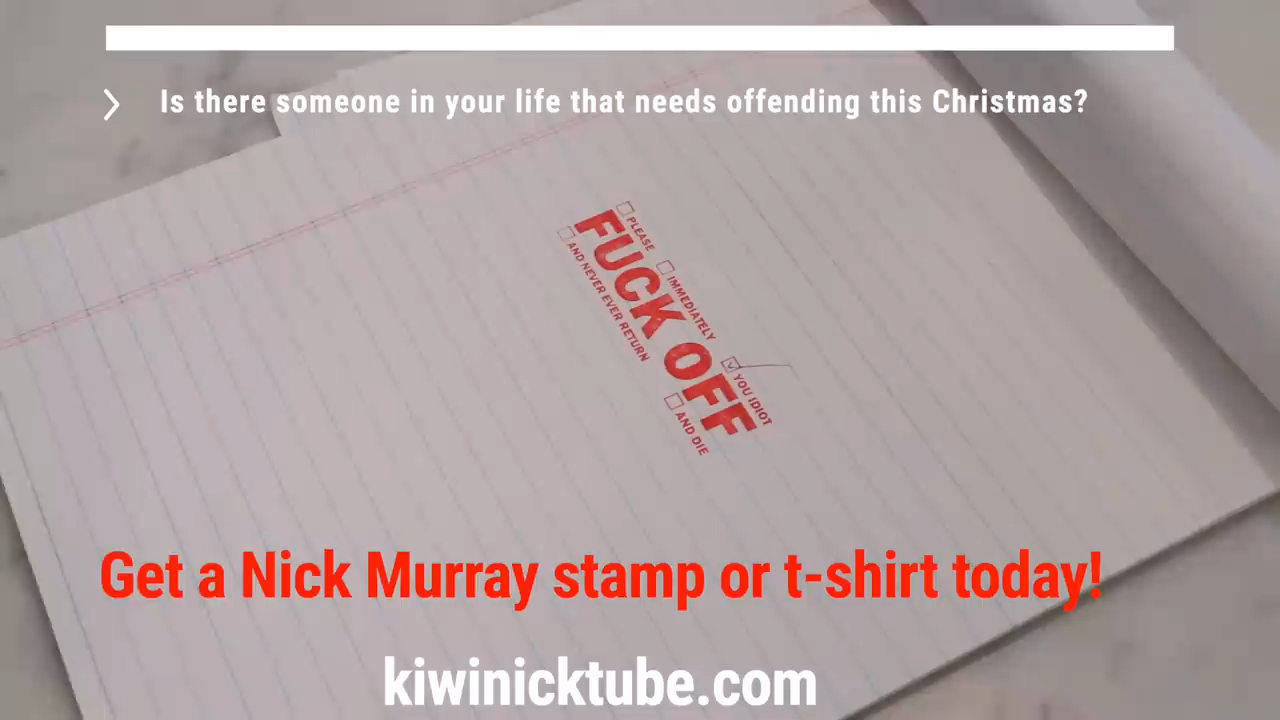 Is there someone in your life that needs offending this Christmas?
PLEASE
IMMEDIATELY
YOU IDIOT
FUCK OFF
AND NEVER EVER RETURN
AND DIE
Get a Nick Murray stamp or t-shirt today!
kiwinicktube.com